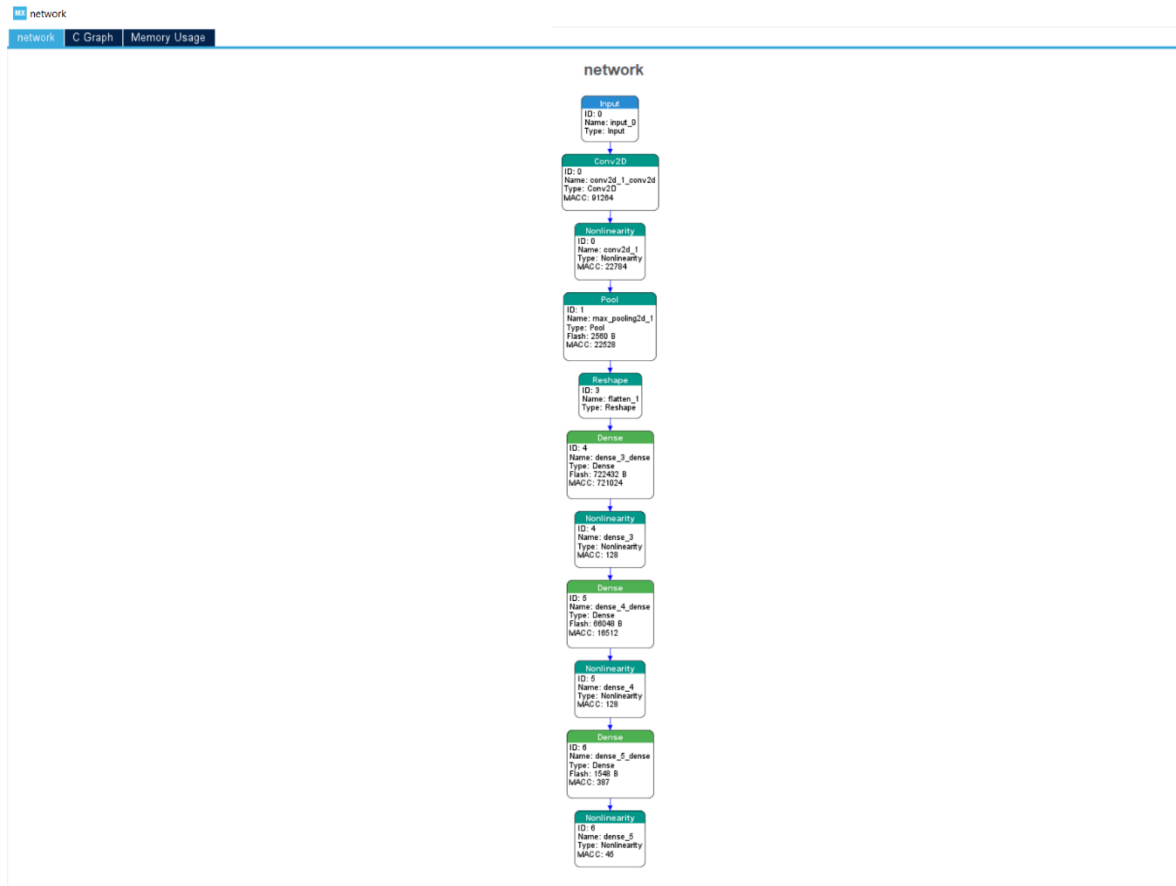 MX network
network C Graph Memory Usage
network
Input
ID: 0
Name: input_0
Type: Input
Conv2D
ID: 0
Name: conv2d_1_conv2d
Type: Conv2D
MACC: 91264
Nonlinearity
ID: 0
Name: conv2d_1
Type: Nonlinearity
MACC: 22784
Pool
ID: 1
Name: max_pooling2d_1
Type: Pool
Flash: 2560 B
MACC: 22528
Reshape
ID: 3
Name: flatten_1
Type: Reshape
Dense
ID: 4
Name: dense_3_dense
Type: Dense
Flash: 722432 B
MACC: 721024
Nonlinearity
ID: 4
Name: dense_3
Type: Nonlinearity
MACC: 128
Dense
ID: 5
Name: dense_4_dense
Type: Dense
Flash: 66048 B
MACC: 16512
Nonlinearity
ID: 5
Name: dense_4
Type: Nonlinearity
MACC: 128
Dense
ID: 6
Name: dense_5_dense
Type: Dense
Flash: 1548 B
MACC: 387
Nonlinearity
ID: 6
Name: dense_5
Type: Nonlinearity
MACC: 45